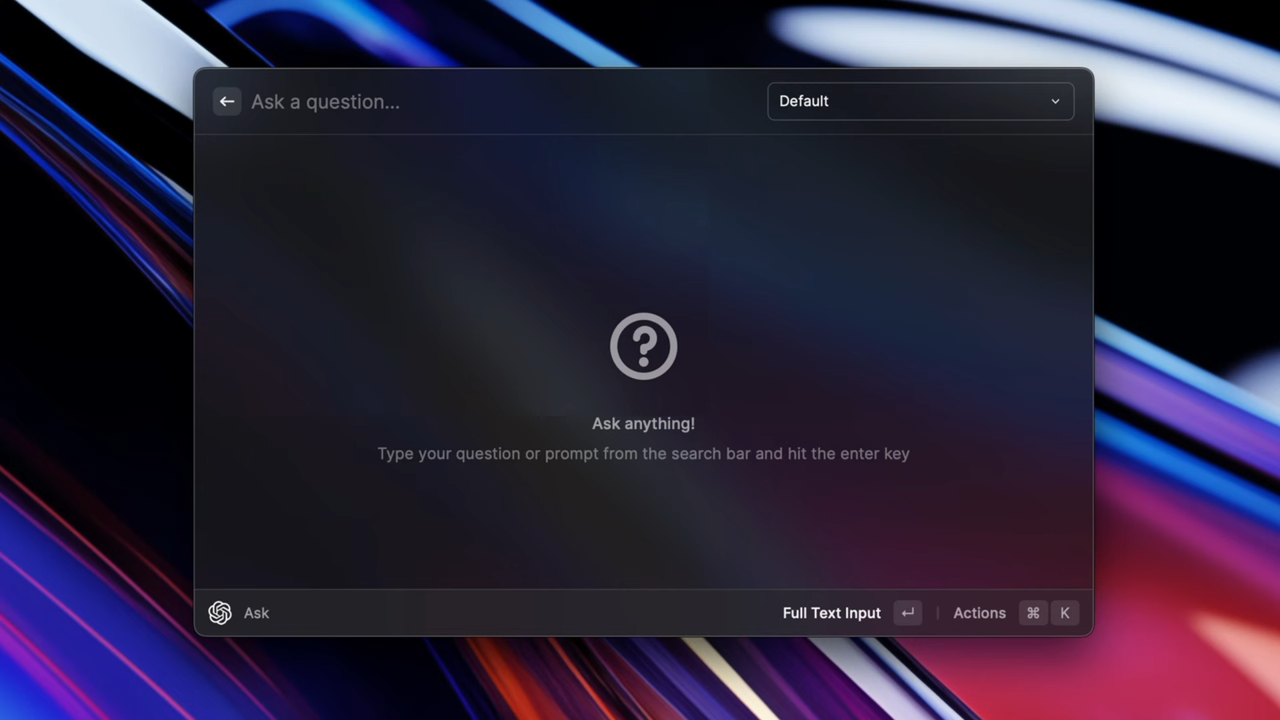 Ask a question...
Default
?
Ask anything!
Type your question or prompt from the search bar and hit the enter key
Ask
Full Text Input ↵
Actions ⌘ K